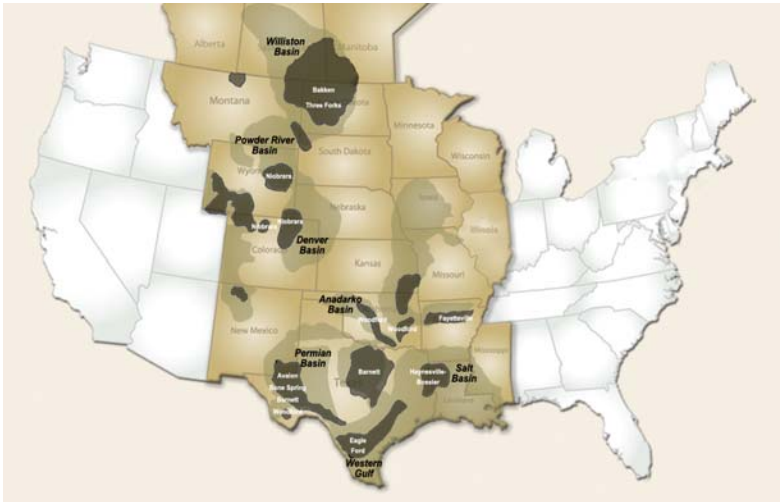 Alberta
Manitoba
Williston
Basin
Bakken
Three Forks
Montana
Minnesota
Powder River
Basin
South Dakota
Wisconsin
Niobrara
Niobrara
Nebraska
Iowa
Illinois
Denver
Basin
Kansas
Missouri
Anadarko
Basin
Woodford
Woodford
Fayetteville
New Mexico
Permian
Basin
Avalon
Bone Spring
Barnett
Barnett
Haynesville-
Bossier
Salt
Basin
Eagle
Ford
Western
Gulf